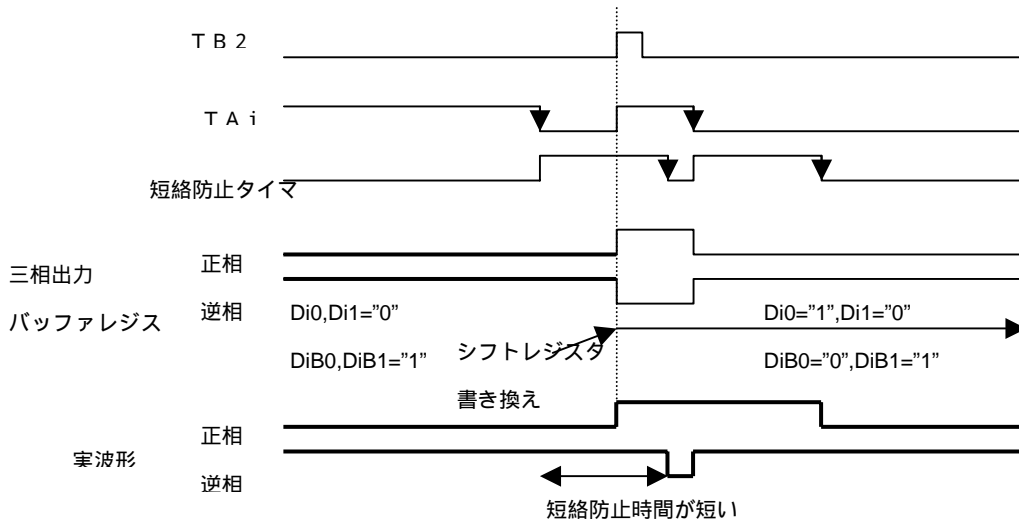 ＴＢ２
ＴＡｉ
短絡防止タイマ
三相出力
バッファレジス
正相
逆相
Di0,Di1="0"
DiB0,DiB1="1"
シフトレジスタ
書き換え
Di0="1",Di1="0"
DiB0="0",DiB1="1"
実波形
正相
逆相
短絡防止時間が短い